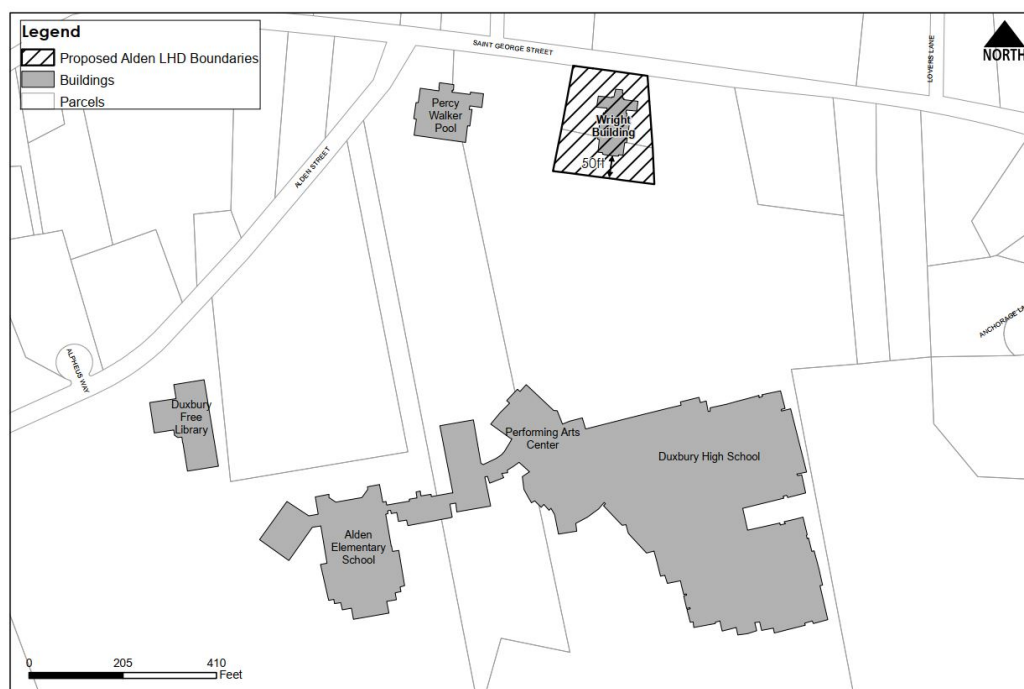 Legend
Proposed Alden LHD Boundaries
Buildings
Parcels
SAINT GEORGE STREET
LOVERS LANE
NORTH
Percy
Walker
Pool
Wright
Building
50ft
ALDEN STREET
ANCHORAGE LN
ALPHEUS WAY
Duxbury
Free
Library
Performing Arts
Center
Duxbury High School
Alden
Elementary
School
0 205 410
Feet